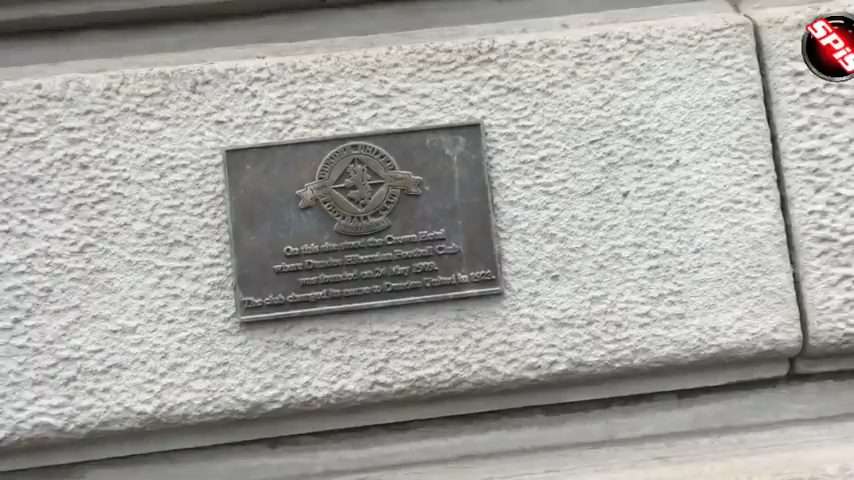 DUNDEE UNITED
FOOTBALL CLUB
On this site stood the Crown Hotel
where Dundee Hibernian Football Club
was founded on 24 May 1909.
The club changed its name to Dundee United in 1923.